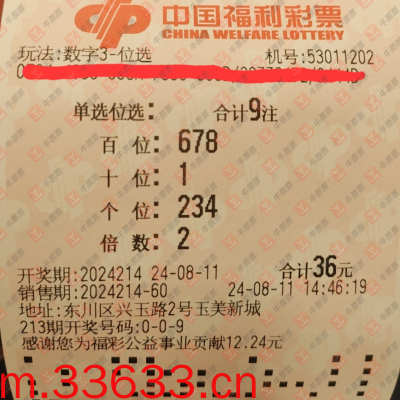 中国福利彩票
CHINA WELFARE LOTTERY
玩法:数字3-位选 机号:53011202
单选位选: 合计9注
百位: 678
十位: 1
个位: 234
倍数: 2
开奖期:2024214 24-08-11 合计36元
销售期:2024214-60 24-08-11 14:46:19
地址:东川区兴玉路2号玉美新城
213期开奖号码:0-0-9
感谢您为福彩公益事业贡献12.24元
m.33633.cn